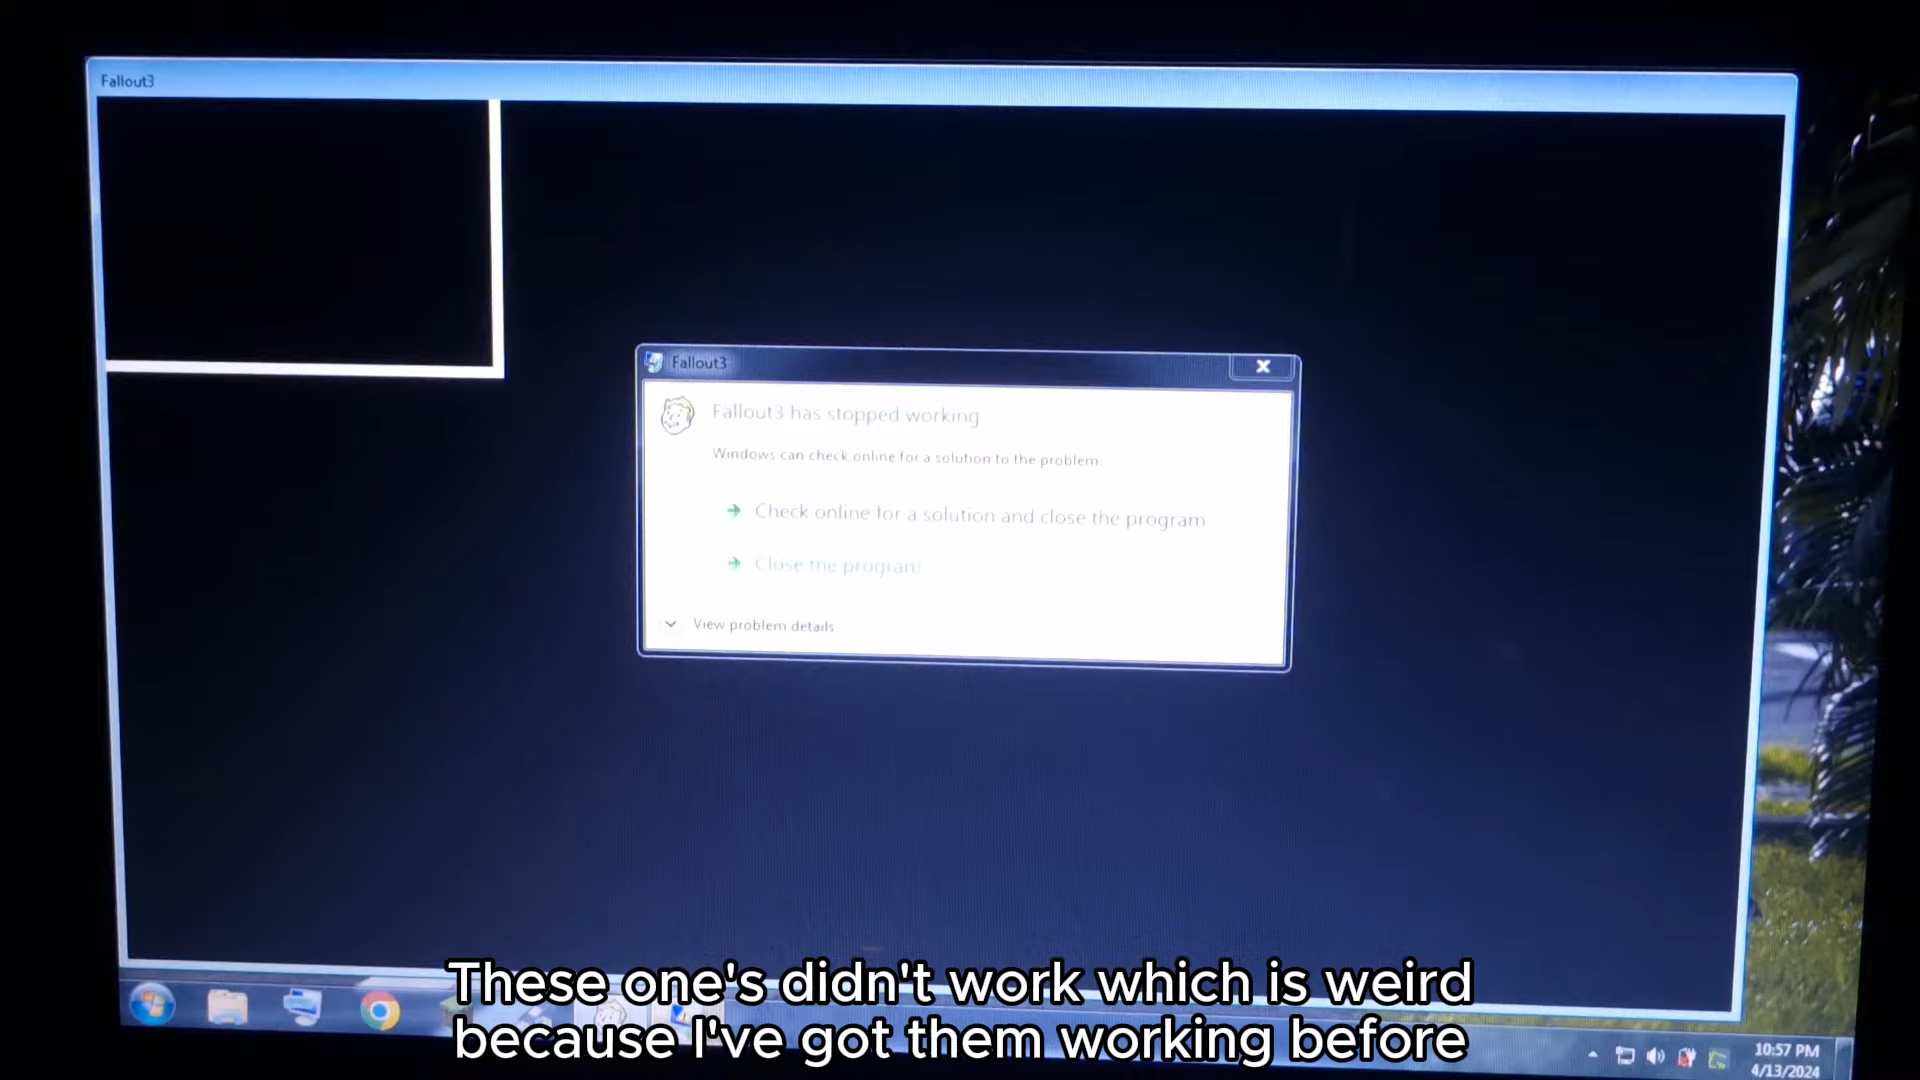 Fallout3
Fallout3
Fallout3 has stopped working
Windows can check online for a solution to the problem.
Check online for a solution and close the program
Close the program
View problem details
These one's didn't work which is weird
because I've got them working before
10:57 PM
4/13/2024